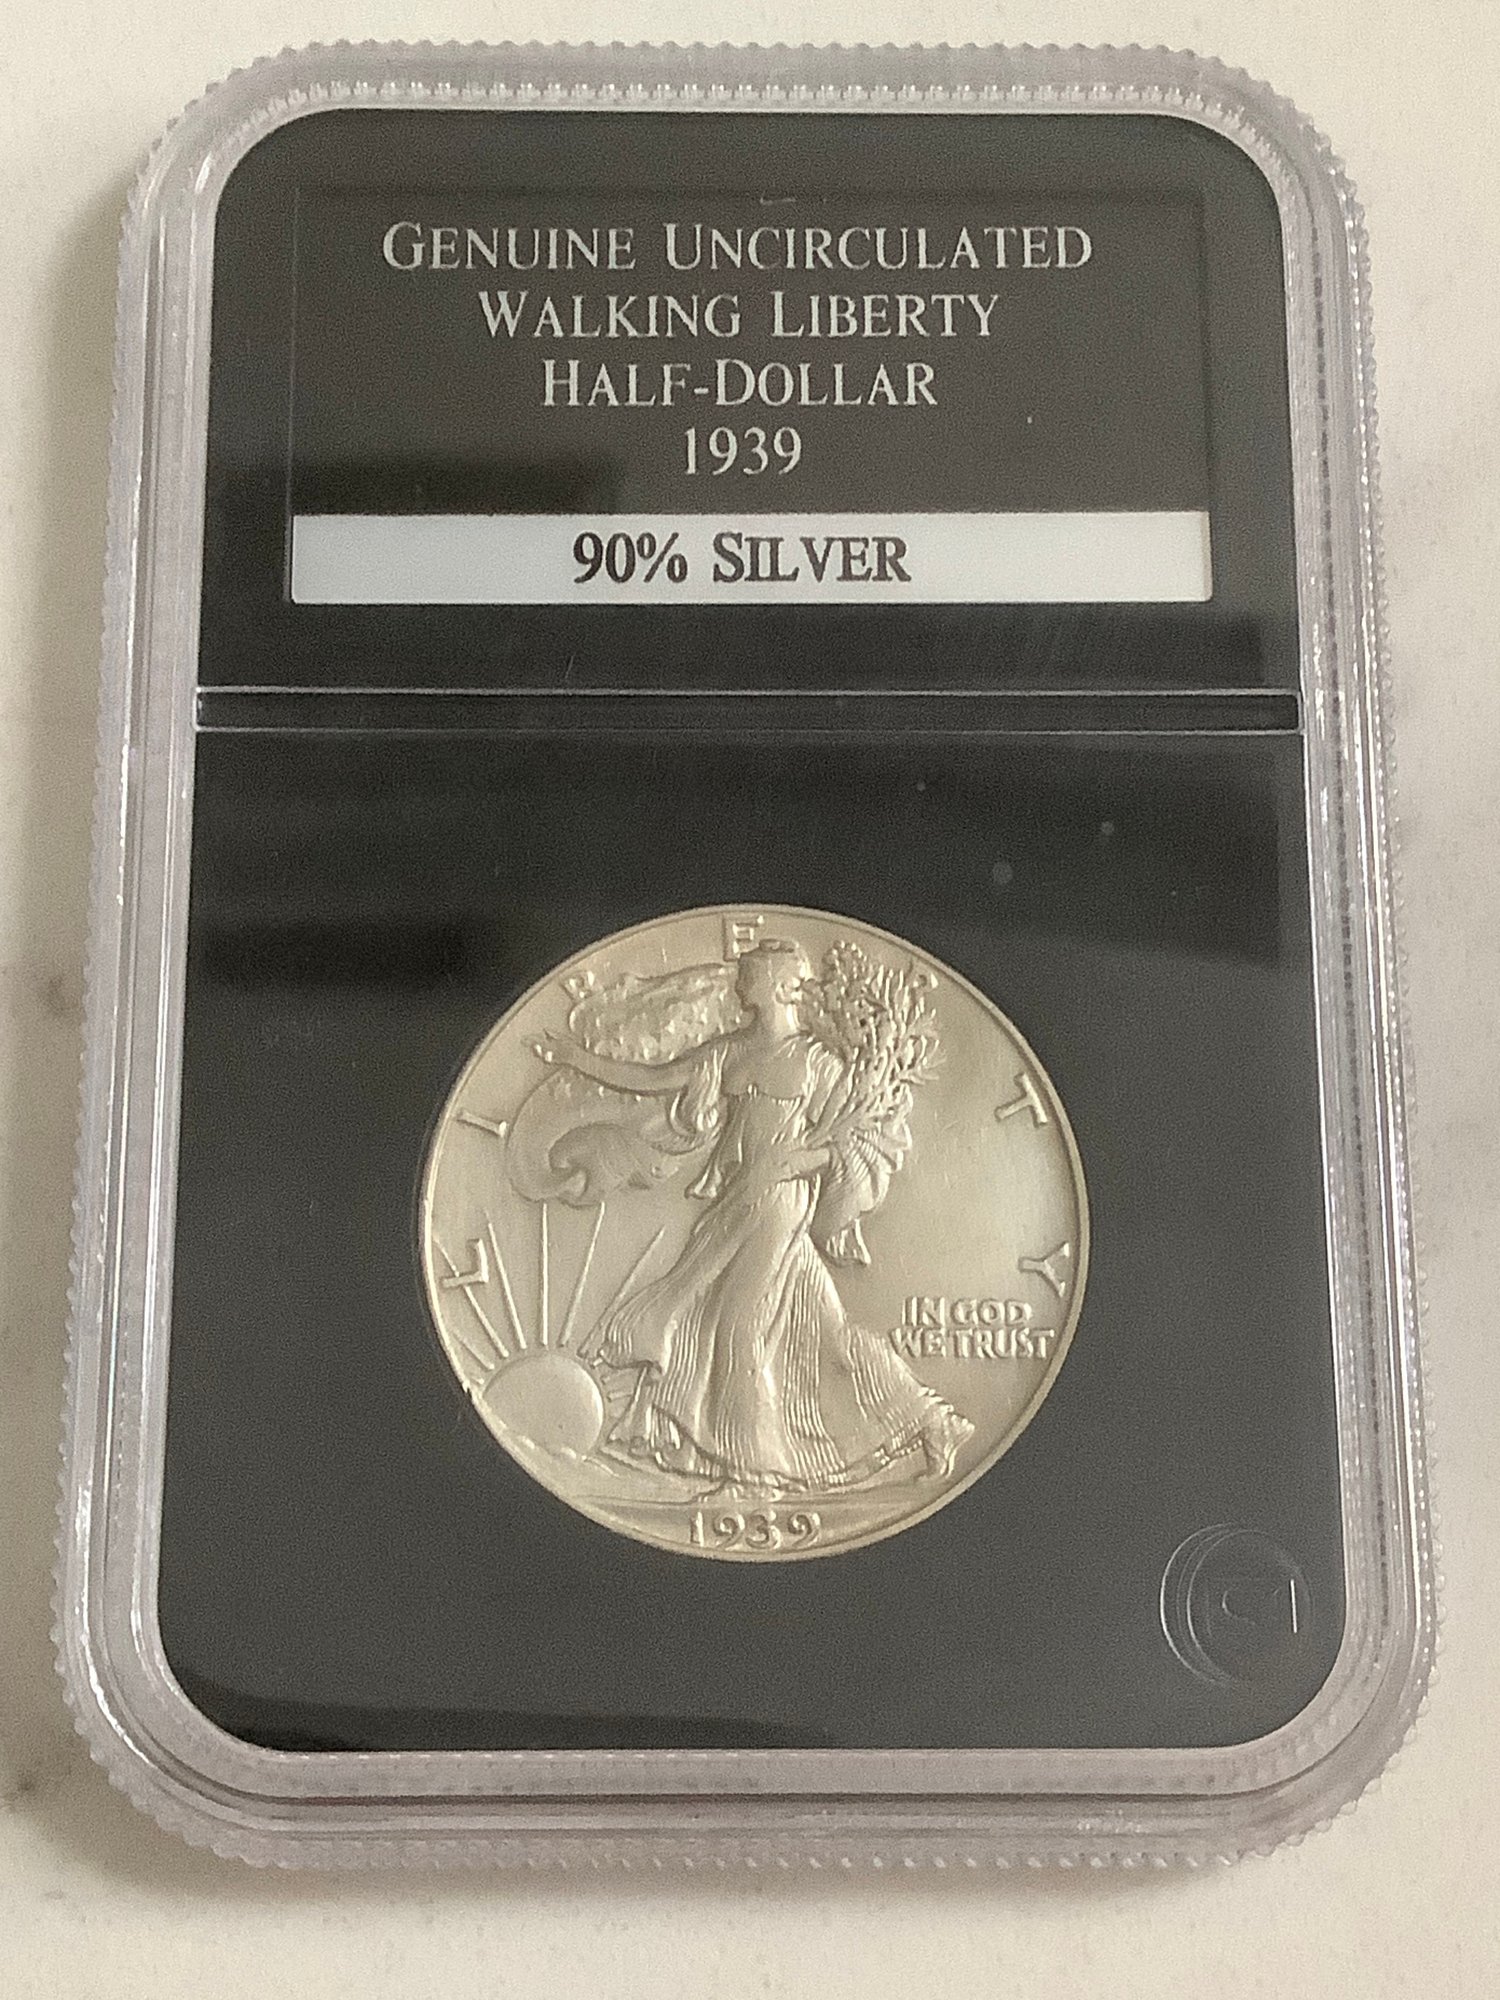 GENUINE UNCIRCULATED
WALKING LIBERTY
HALF-DOLLAR
1939
90% SILVER
LIBERTY
IN GOD
WE TRUST
1939